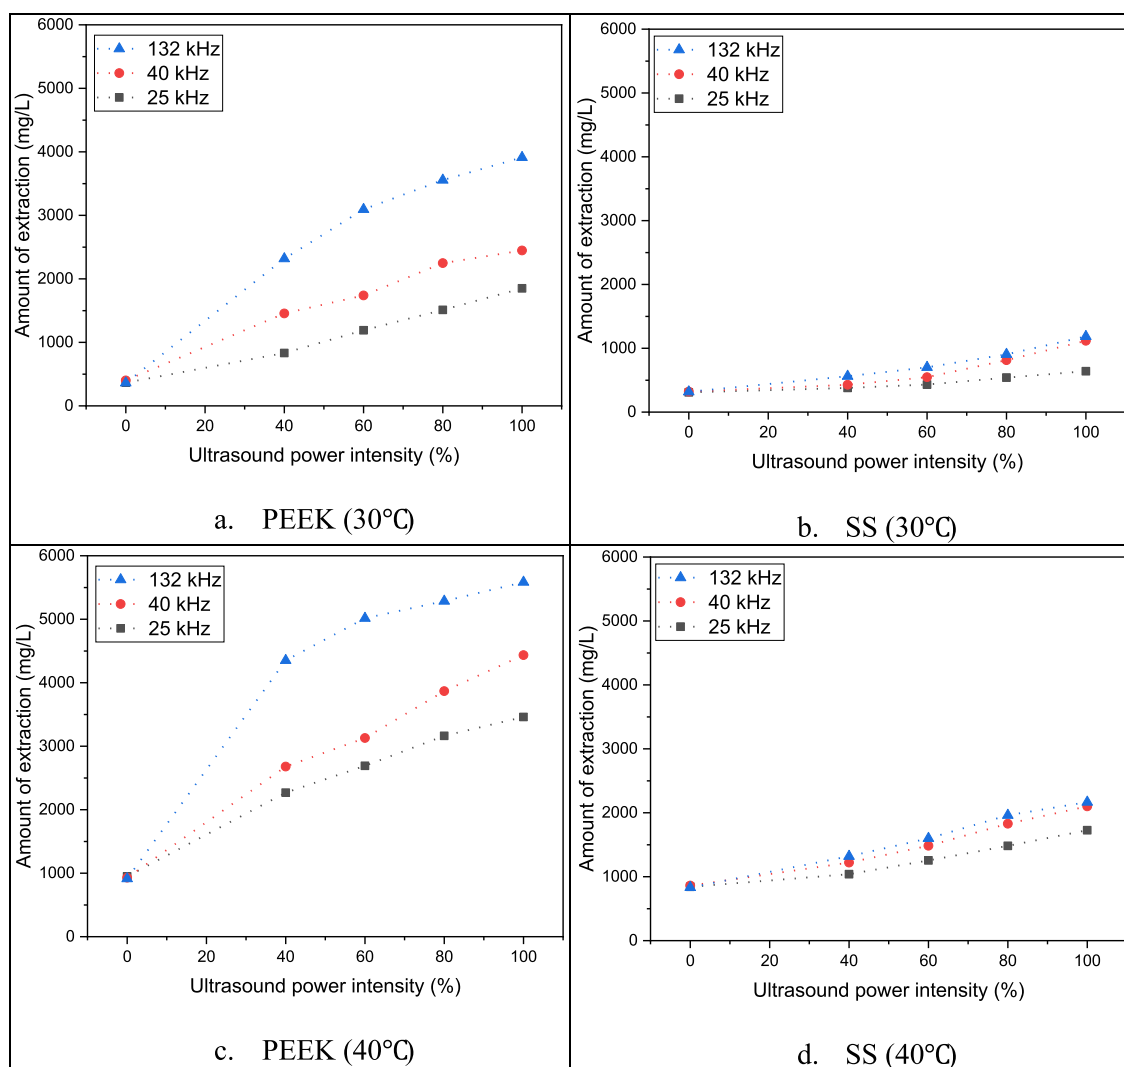 6000
5000
4000
3000
2000
1000
0
Amount of extraction (mg/L)
132 kHz
40 kHz
25 kHz
0 20 40 60 80 100
Ultrasound power intensity (%)
a. PEEK (30℃)
6000
5000
4000
3000
2000
1000
0
Amount of extraction (mg/L)
132 kHz
40 kHz
25 kHz
0 20 40 60 80 100
Ultrasound power intensity (%)
b. SS (30℃)
6000
5000
4000
3000
2000
1000
0
Amount of extraction (mg/L)
132 kHz
40 kHz
25 kHz
0 20 40 60 80 100
Ultrasound power intensity (%)
c. PEEK (40℃)
6000
5000
4000
3000
2000
1000
0
Amount of extraction (mg/L)
132 kHz
40 kHz
25 kHz
0 20 40 60 80 100
Ultrasound power intensity (%)
d. SS (40℃)